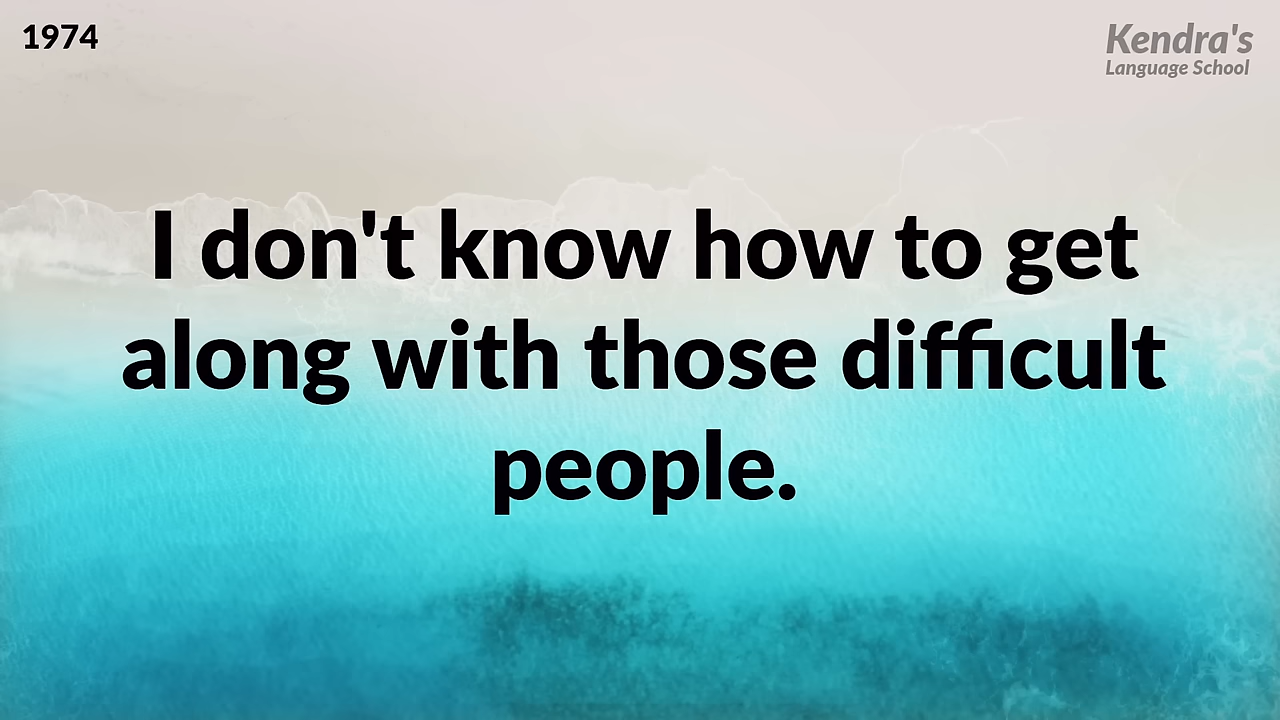 1974
Kendra's
Language School
I don't know how to get
along with those difficult
people.